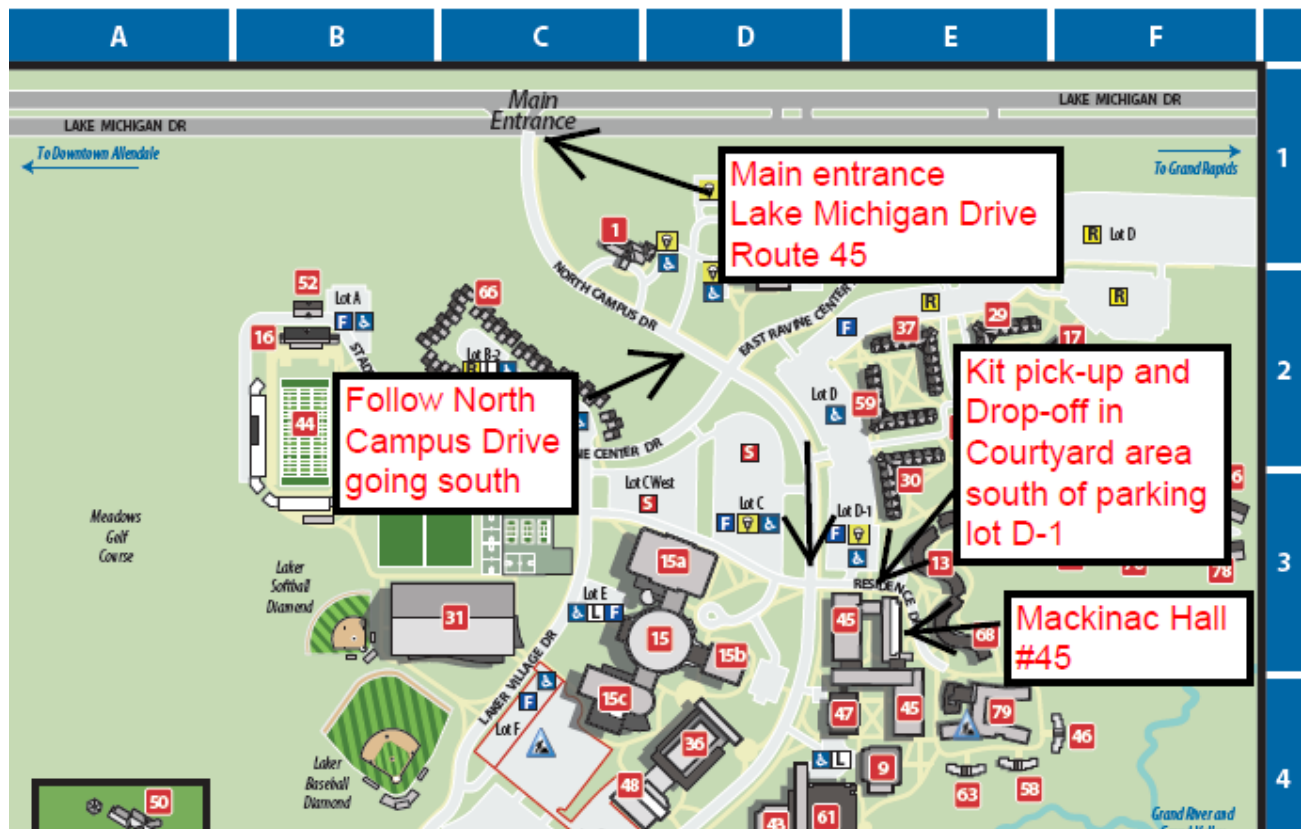 A
B
C
D
E
F
LAKE MICHIGAN DR
LAKE MICHIGAN DR
Main
Entrance
To Downtown Allendale
To Grand Rapids
1
Main entrance
Lake Michigan Drive
Route 45
1
R Lot D
NORTH CAMPUS DR
52
Lot A
F
16
66
Lot B-2
R L
EAST RAVINE CENTER
F
R
37
29
17
R
2
Follow North
Campus Drive
going south
Kit pick-up and
Drop-off in
Courtyard area
south of parking
lot D-1
44
Lot D
59
CENTER DR
S
30
Lot C West
S
Lot C
F
Lot D-1
F
Meadows
Golf
Course
3
Laker
Softball
Diamond
31
15a
Lot E
L F
13
78
RESIDENCE
45
Mackinac Hall
#45
68
15
15b
LAKER VILLAGE DR
F
Lot F
15c
47
45
79
46
36
L
9
63
58
4
Laker
Baseball
Diamond
48
50
43
61
Grand River and